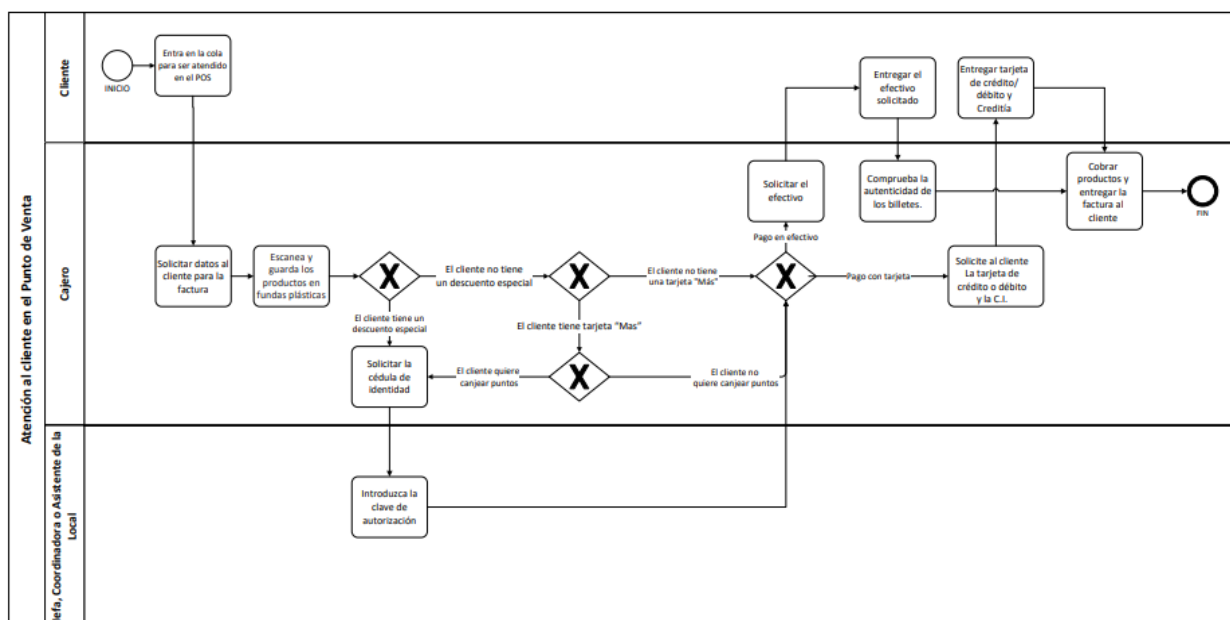 Atención al cliente en el Punto de Venta
Cliente
INICIO
Entra en la cola
para ser atendido
en el POS
Entregar el
efectivo
solicitado
Entregar tarjeta
de crédito/
débito y
Creditía
Cajero
Solicitar datos al
cliente para la
factura
Escanea y
guarda los
productos en
fundas plásticas
X
El cliente no tiene
un descuento especial
X
El cliente no tiene
una tarjeta "Más"
X
Pago en efectivo
Solicitar el
efectivo
Comprueba la
autenticidad de
los billetes.
Cobrar
productos y
entregar la
factura al
cliente
FIN
Pago con tarjeta
Solicite al cliente
La tarjeta de
crédito o débito
y la C.I.
El cliente tiene un
descuento especial
El cliente tiene tarjeta "Mas"
Solicitar la
cédula de
identidad
El cliente quiere
canjear puntos
X
El cliente no
quiere canjear puntos
efa, Coordinadora o Asistente de la
Local
Introduzca la
clave de
autorización